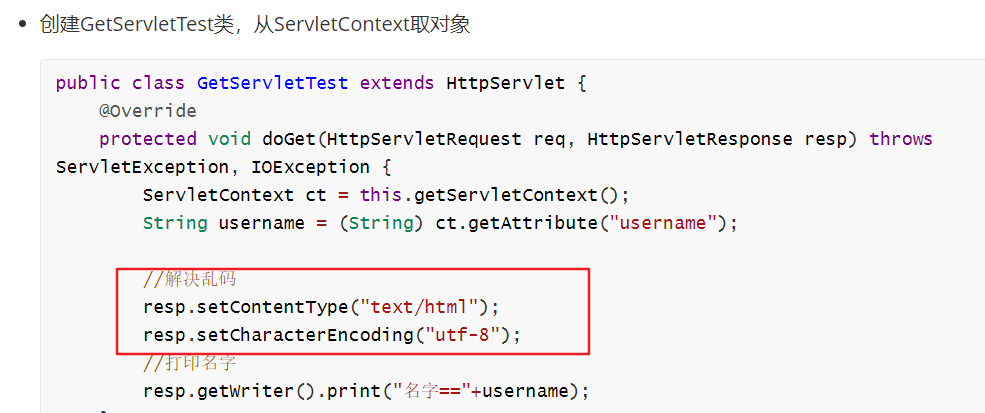 创建GetServletTest类，从ServletContext取对象
public class GetServletTest extends HttpServlet {
@Override
protected void doGet(HttpServletRequest req, HttpServletResponse resp) throws
ServletException, IOException {
ServletContext ct = this.getServletContext();
String username = (String) ct.getAttribute("username");
//解决乱码
resp.setContentType("text/html");
resp.setCharacterEncoding("utf-8");
//打印名字
resp.getWriter().print("名字=="+username);